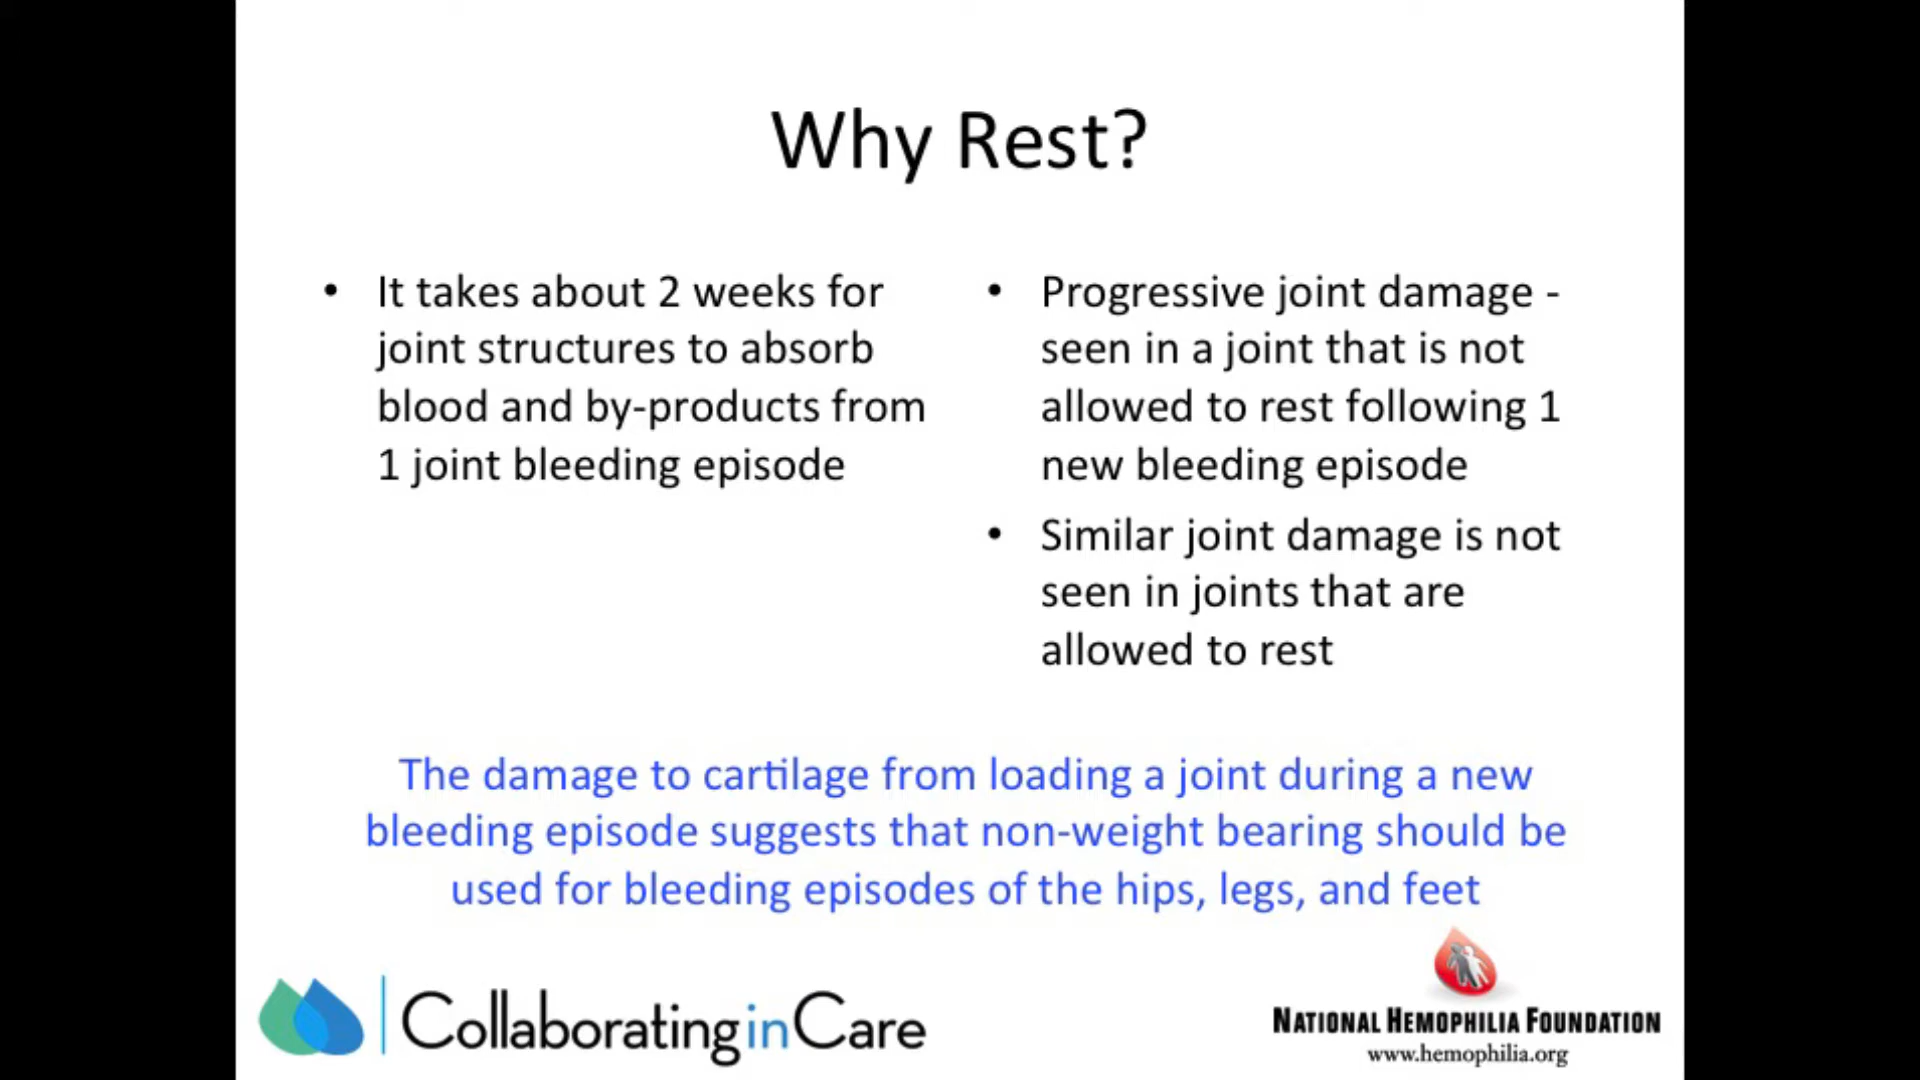 Why Rest?
• It takes about 2 weeks for
joint structures to absorb
blood and by-products from
1 joint bleeding episode
• Progressive joint damage -
seen in a joint that is not
allowed to rest following 1
new bleeding episode
• Similar joint damage is not
seen in joints that are
allowed to rest
The damage to cartilage from loading a joint during a new
bleeding episode suggests that non-weight bearing should be
used for bleeding episodes of the hips, legs, and feet
CollaboratinginCare
NATIONAL HEMOPHILIA FOUNDATION
www.hemophilia.org